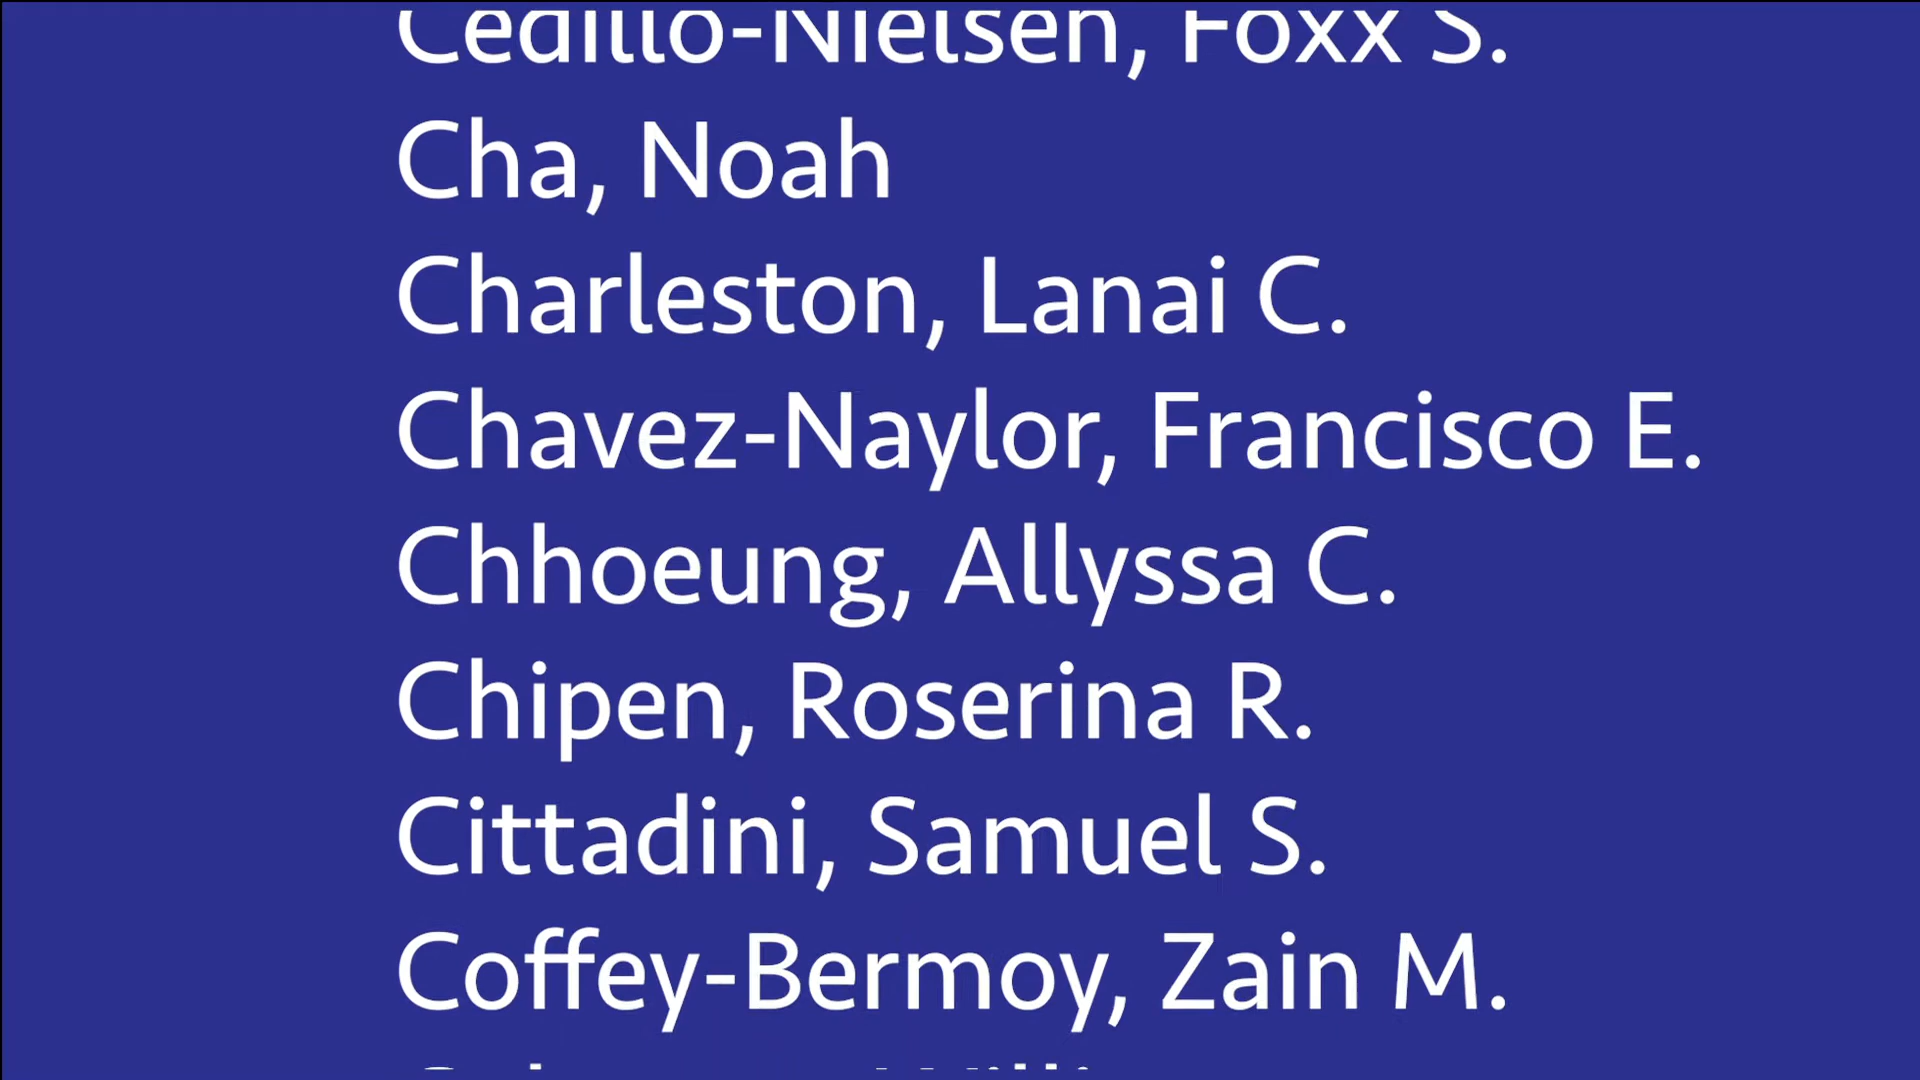 Cedillo-Nielsen, Foxx S.
Cha, Noah
Charleston, Lanai C.
Chavez-Naylor, Francisco E.
Chhoeung, Allyssa C.
Chipen, Roserina R.
Cittadini, Samuel S.
Coffey-Bermoy, Zain M.